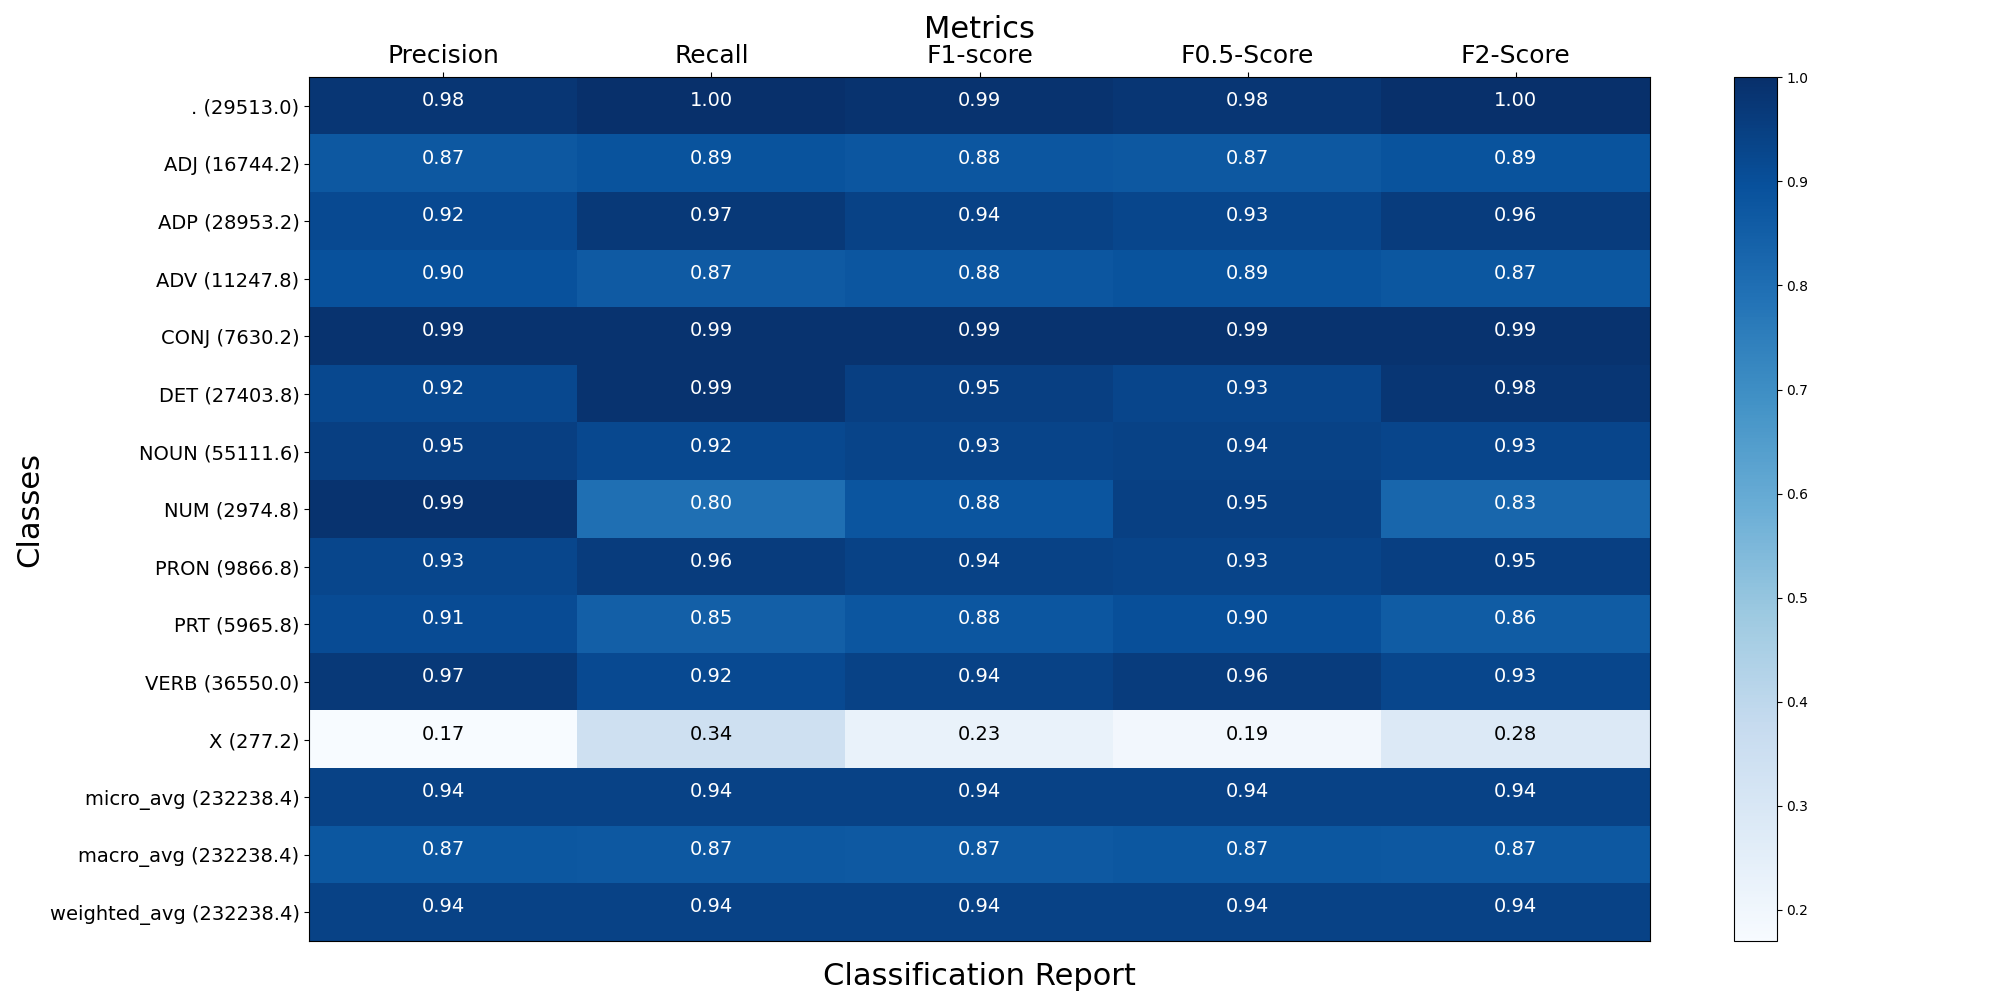 Metrics
Precision Recall F1-score F0.5-Score F2-Score
. (29513.0) 0.98 1.00 0.99 0.98 1.00
ADJ (16744.2) 0.87 0.89 0.88 0.87 0.89
ADP (28953.2) 0.92 0.97 0.94 0.93 0.96
ADV (11247.8) 0.90 0.87 0.88 0.89 0.87
CONJ (7630.2) 0.99 0.99 0.99 0.99 0.99
DET (27403.8) 0.92 0.99 0.95 0.93 0.98
NOUN (55111.6) 0.95 0.92 0.93 0.94 0.93
NUM (2974.8) 0.99 0.80 0.88 0.95 0.83
PRON (9866.8) 0.93 0.96 0.94 0.93 0.95
PRT (5965.8) 0.91 0.85 0.88 0.90 0.86
VERB (36550.0) 0.97 0.92 0.94 0.96 0.93
X (277.2) 0.17 0.34 0.23 0.19 0.28
micro_avg (232238.4) 0.94 0.94 0.94 0.94 0.94
macro_avg (232238.4) 0.87 0.87 0.87 0.87 0.87
weighted_avg (232238.4) 0.94 0.94 0.94 0.94 0.94
Classes
Classification Report
1.0
0.9
0.8
0.7
0.6
0.5
0.4
0.3
0.2